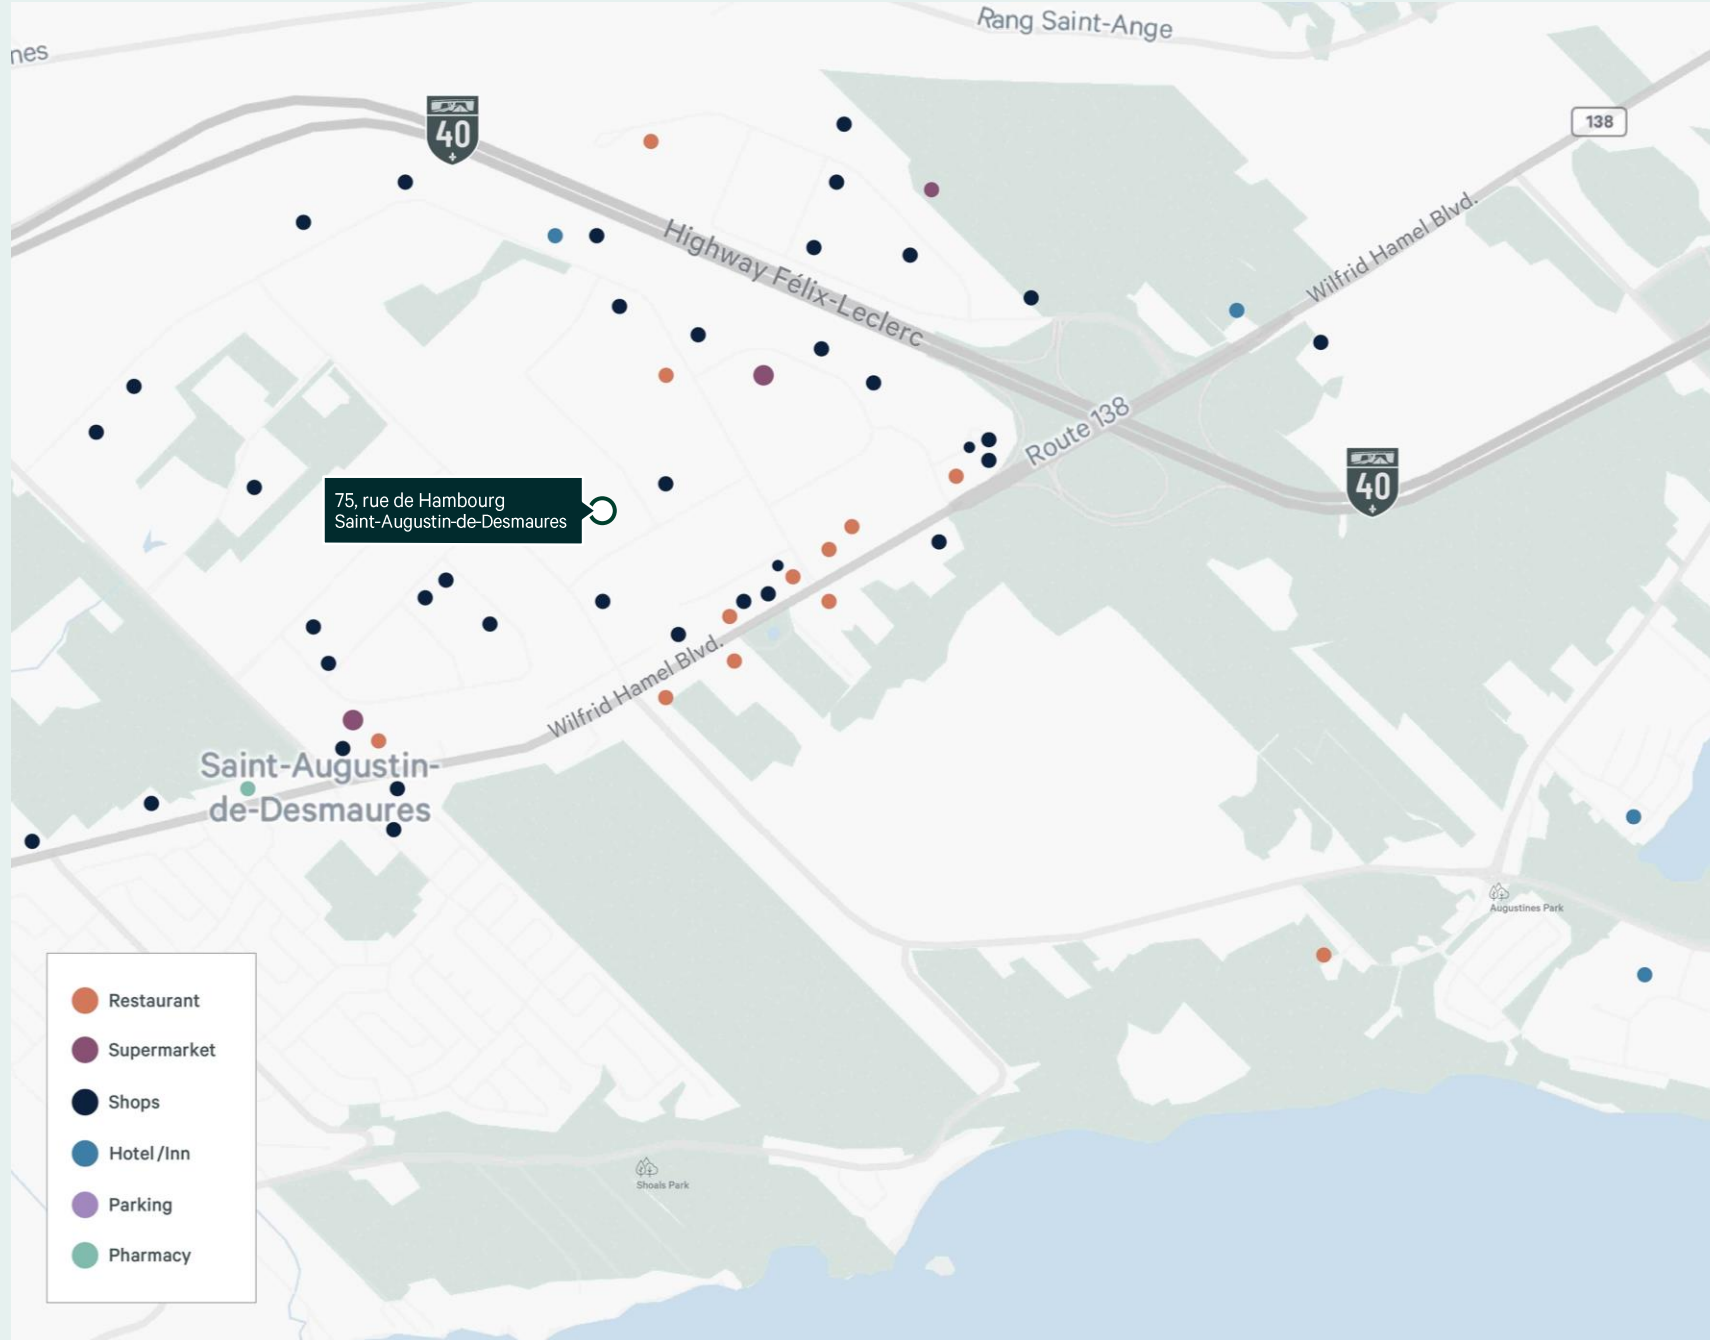 Rang Saint-Ange
nes
40
138
Highway Félix-Leclerc
Wilfrid Hamel Blvd.
Route 138
40
75, rue de Hambourg
Saint-Augustin-de-Desmaures
Wilfrid Hamel Blvd.
Saint-Augustin-
de-Desmaures
Augustines Park
Restaurant
Supermarket
Shops
Hotel/Inn
Parking
Pharmacy
Shoals Park